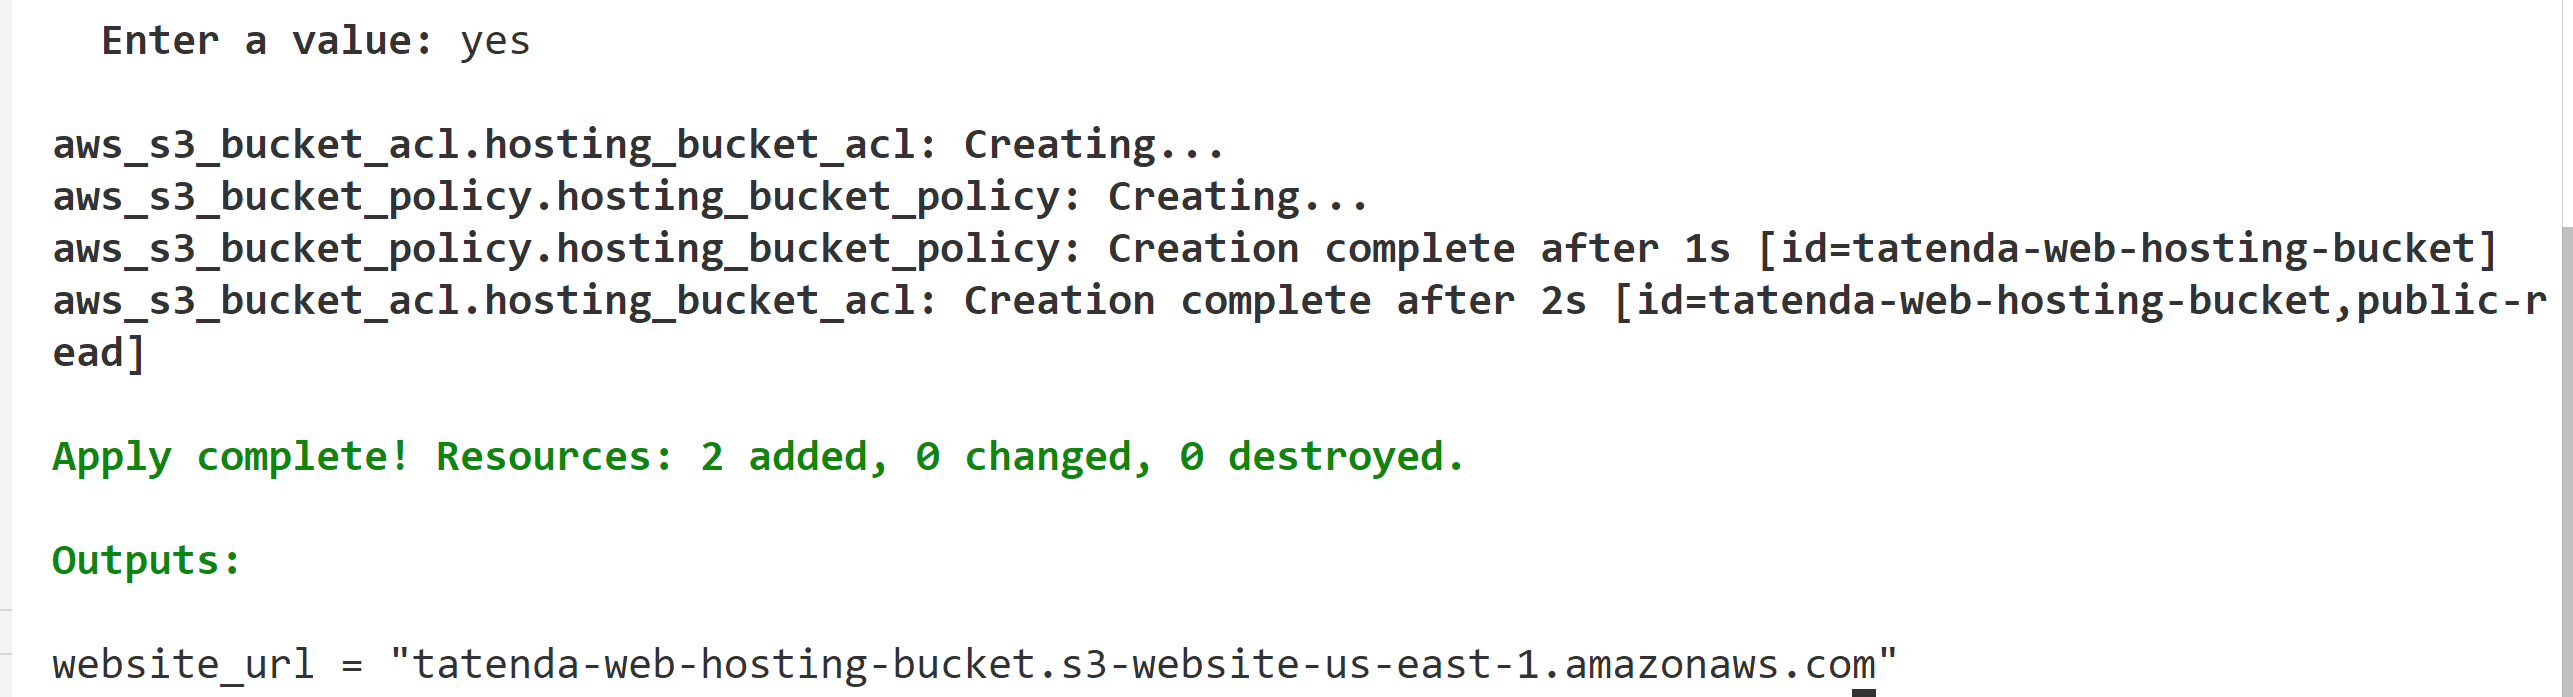 Enter a value: yes
aws_s3_bucket_acl.hosting_bucket_acl: Creating...
aws_s3_bucket_policy.hosting_bucket_policy: Creating...
aws_s3_bucket_policy.hosting_bucket_policy: Creation complete after 1s [id=tatenda-web-hosting-bucket]
aws_s3_bucket_acl.hosting_bucket_acl: Creation complete after 2s [id=tatenda-web-hosting-bucket,public-r
ead]
Apply complete! Resources: 2 added, 0 changed, 0 destroyed.
Outputs:
website_url = "tatenda-web-hosting-bucket.s3-website-us-east-1.amazonaws.com"